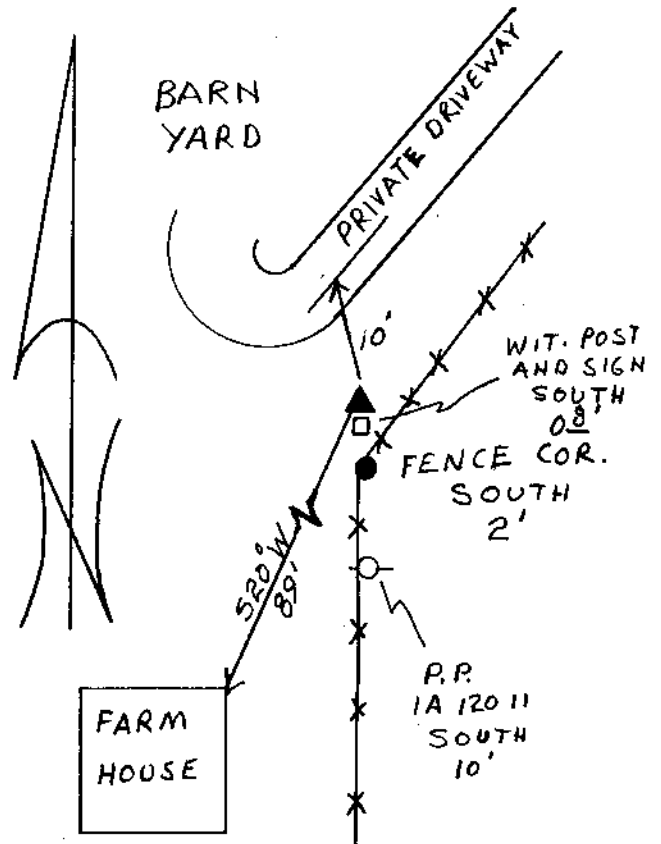 BARN
YARD
PRIVATE DRIVEWAY
10'
WIT. POST
AND SIGN
SOUTH
0.8'
FENCE COR.
SOUTH
2'
S20°W
89'
P.P.
1A 120 11
SOUTH
10'
FARM
HOUSE